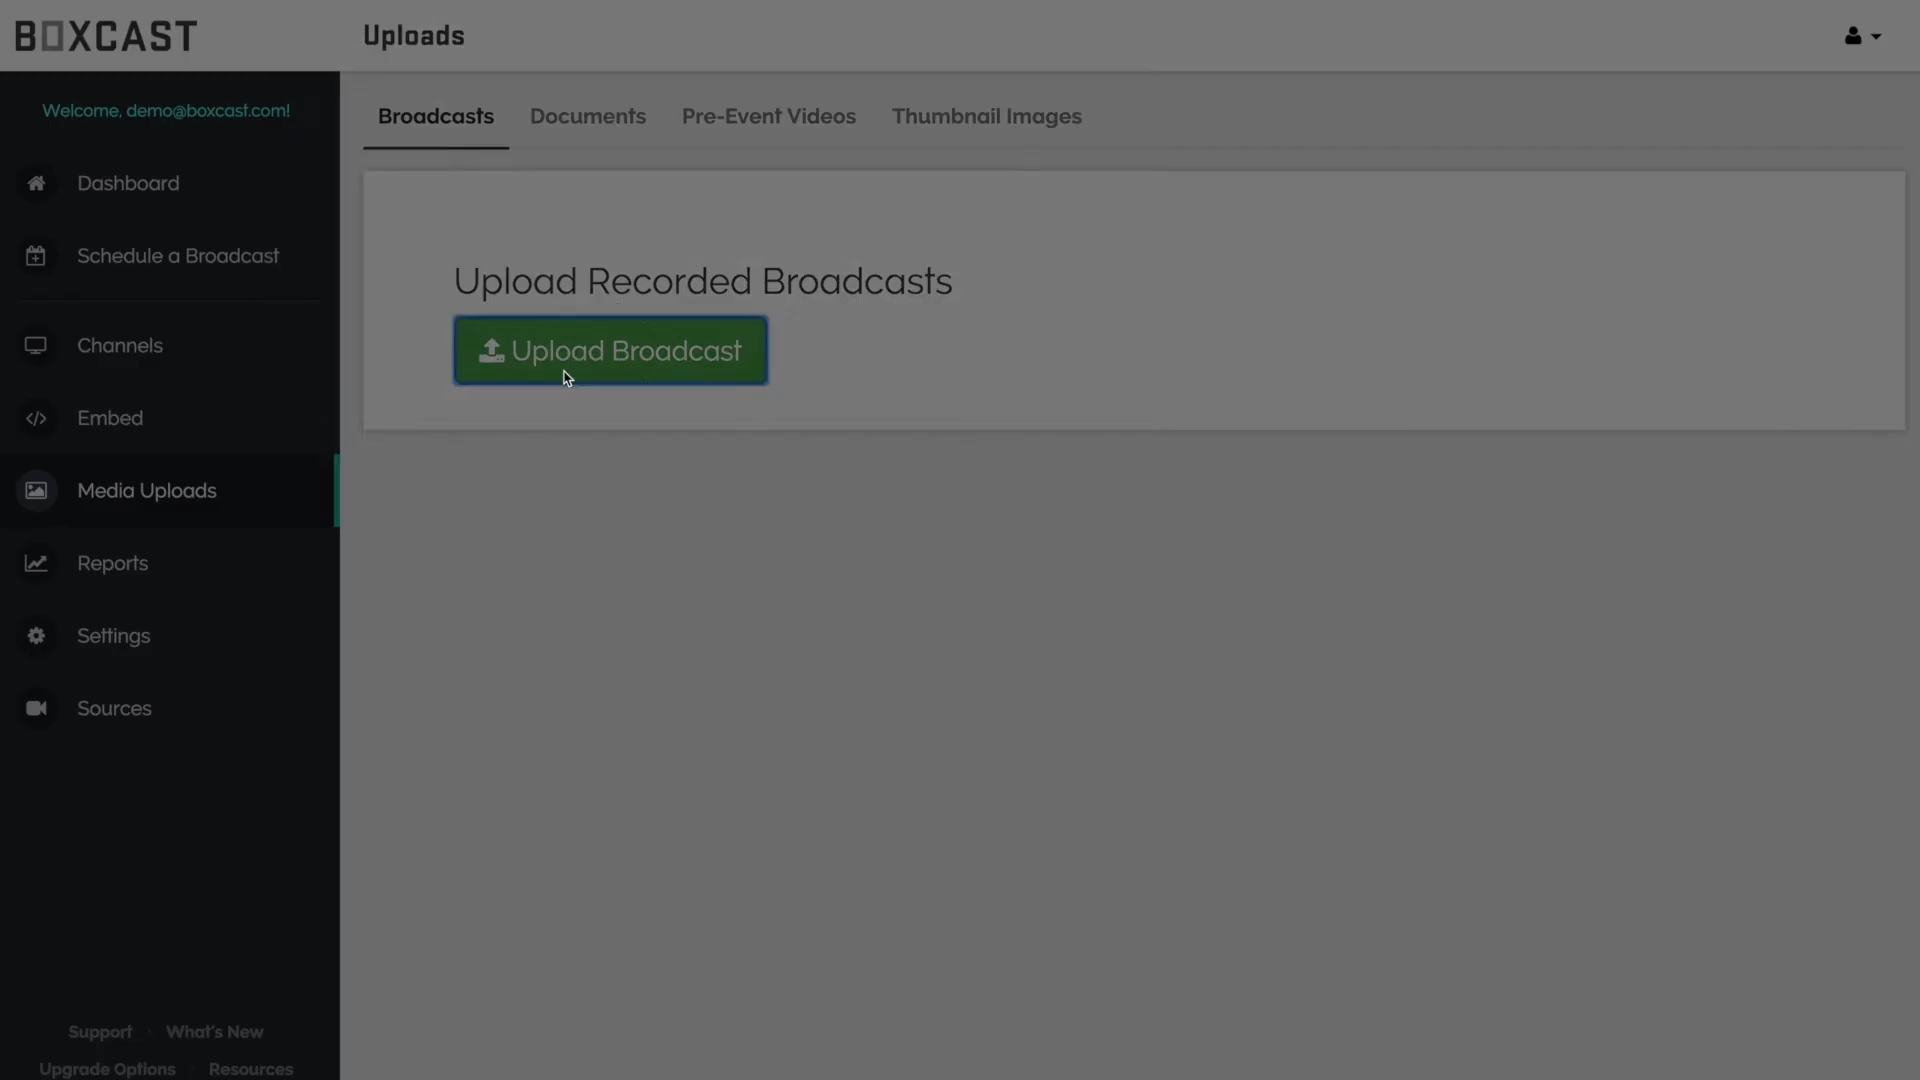 BOXCAST
Uploads
Welcome, demo@boxcast.com!
Dashboard
Schedule a Broadcast
Channels
Embed
Media Uploads
Reports
Settings
Sources
Support · What's New
Upgrade Options · Resources
Broadcasts Documents Pre-Event Videos Thumbnail Images
Upload Recorded Broadcasts
Upload Broadcast